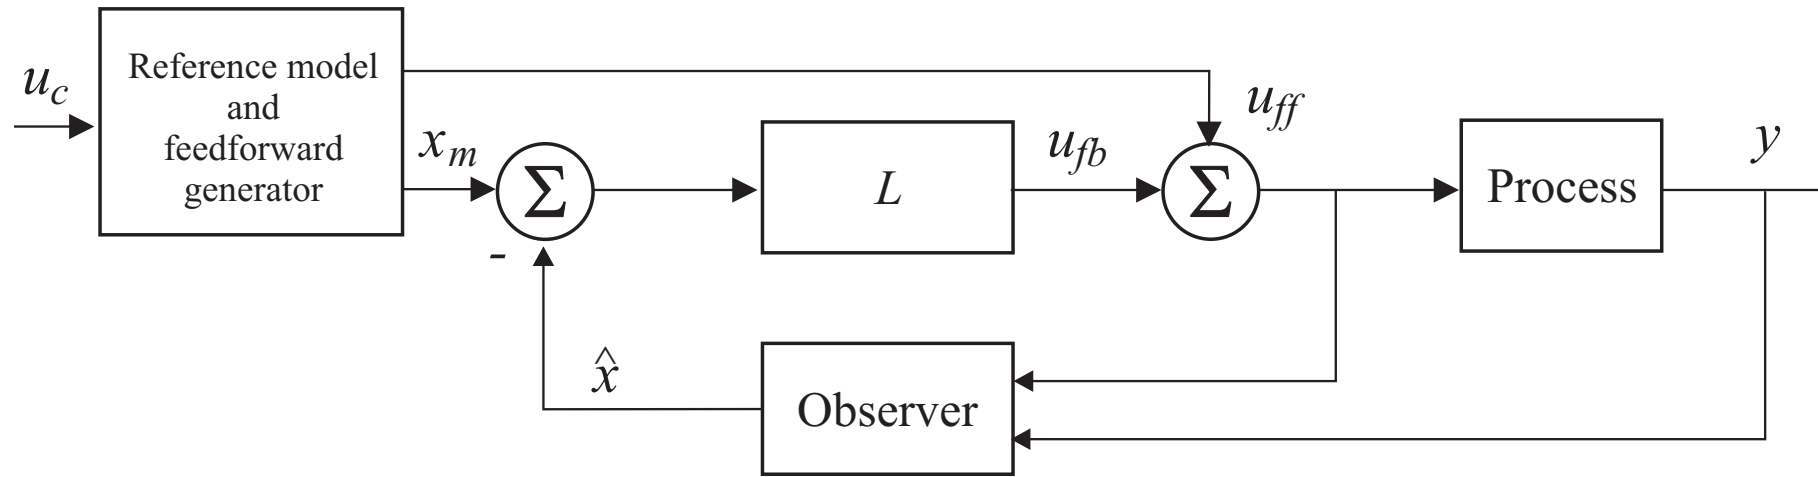 u_c
Reference model
and
feedforward
generator
x_m
Σ
-
L
u_fb
u_ff
Σ
Process
y
x̂
Observer